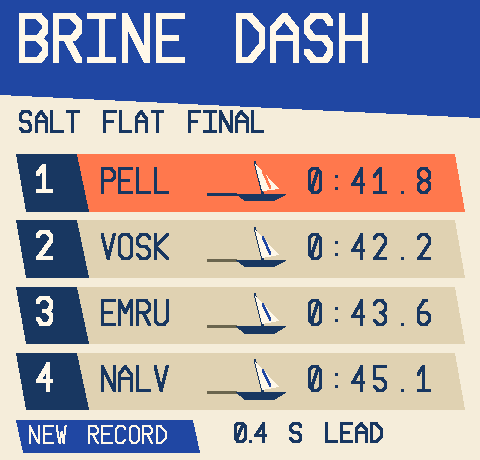 BRINE DASH
SALT FLAT FINAL
1 PELL 0:41.8
2 VOSK 0:42.2
3 EMRU 0:43.6
4 NALV 0:45.1
NEW RECORD 0.4 S LEAD